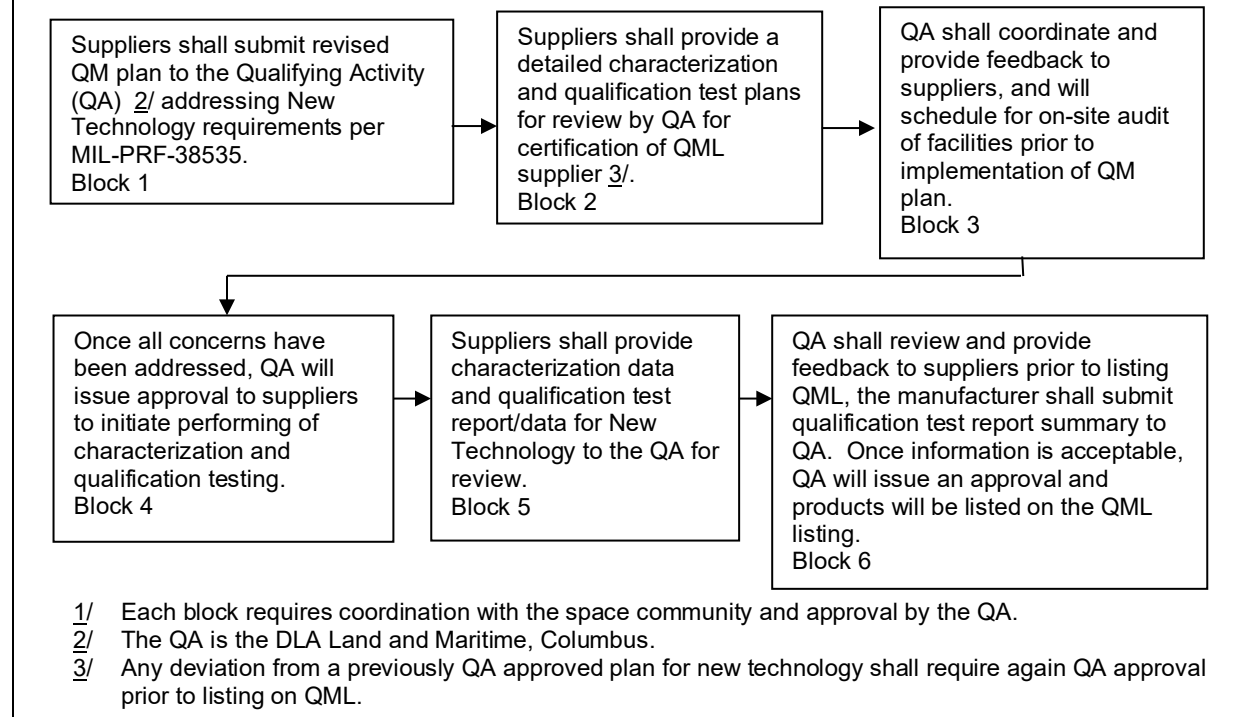 Suppliers shall submit revised
QM plan to the Qualifying Activity
(QA) 2/ addressing New
Technology requirements per
MIL-PRF-38535.
Block 1
Suppliers shall provide a
detailed characterization
and qualification test plans
for review by QA for
certification of QML
supplier 3/.
Block 2
QA shall coordinate and
provide feedback to
suppliers, and will
schedule for on-site audit
of facilities prior to
implementation of QM
plan.
Block 3
Once all concerns have
been addressed, QA will
issue approval to suppliers
to initiate performing of
characterization and
qualification testing.
Block 4
Suppliers shall provide
characterization data
and qualification test
report/data for New
Technology to the QA for
review.
Block 5
QA shall review and provide
feedback to suppliers prior to listing
QML, the manufacturer shall submit
qualification test report summary to
QA. Once information is acceptable,
QA will issue an approval and
products will be listed on the QML
listing.
Block 6
1/ Each block requires coordination with the space community and approval by the QA.
2/ The QA is the DLA Land and Maritime, Columbus.
3/ Any deviation from a previously QA approved plan for new technology shall require again QA approval
prior to listing on QML.